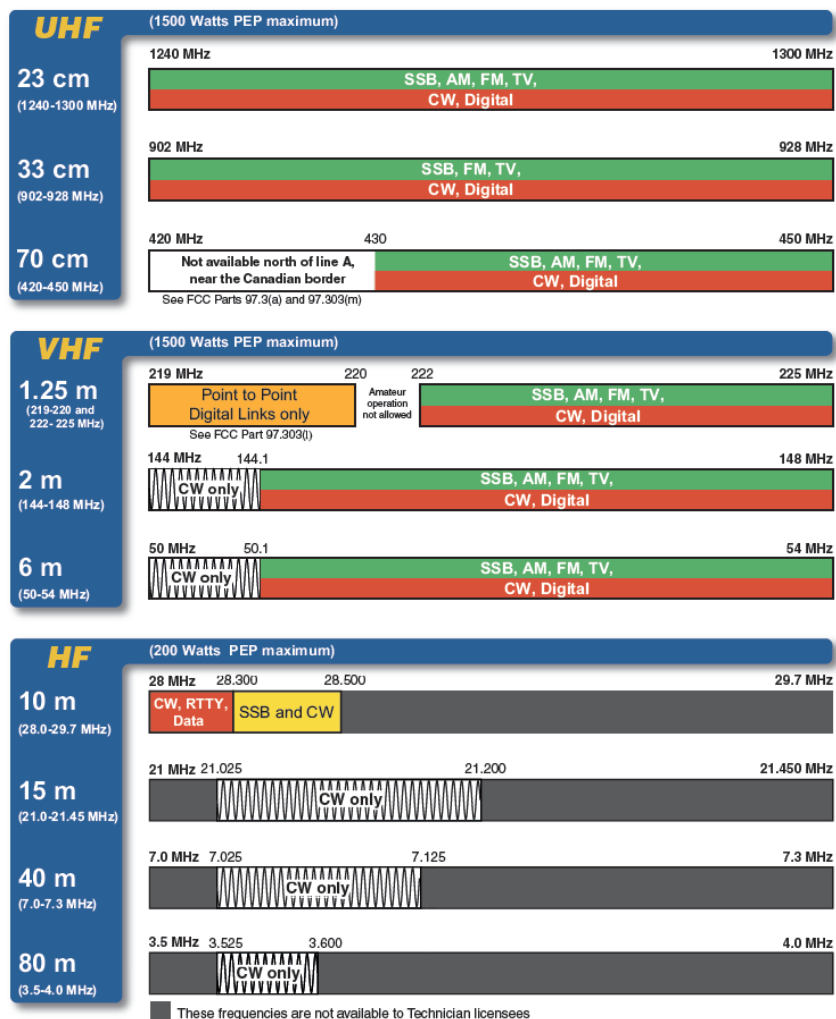 UHF (1500 Watts PEP maximum)
1240 MHz 1300 MHz
23 cm
(1240-1300 MHz)
SSB, AM, FM, TV,
CW, Digital
902 MHz 928 MHz
33 cm
(902-928 MHz)
SSB, FM, TV,
CW, Digital
420 MHz 430 450 MHz
70 cm
(420-450 MHz)
Not available north of line A,
near the Canadian border
SSB, AM, FM, TV,
CW, Digital
See FCC Parts 97.3(a) and 97.303(m)
VHF (1500 Watts PEP maximum)
219 MHz 220 222 225 MHz
1.25 m
(219-220 and
222- 225 MHz)
Point to Point
Digital Links only
Amateur
operation
not allowed
SSB, AM, FM, TV,
CW, Digital
See FCC Part 97.303(l)
144 MHz 144.1 148 MHz
2 m
(144-148 MHz)
CW only
SSB, AM, FM, TV,
CW, Digital
50 MHz 50.1 54 MHz
6 m
(50-54 MHz)
CW only
SSB, AM, FM, TV,
CW, Digital
HF (200 Watts PEP maximum)
28 MHz 28.300 28.500 29.7 MHz
10 m
(28.0-29.7 MHz)
CW, RTTY,
Data
SSB and CW
21 MHz 21.025 21.200 21.450 MHz
15 m
(21.0-21.45 MHz)
CW only
7.0 MHz 7.025 7.125 7.3 MHz
40 m
(7.0-7.3 MHz)
CW only
3.5 MHz 3.525 3.600 4.0 MHz
80 m
(3.5-4.0 MHz)
CW only
These frequencies are not available to Technician licensees